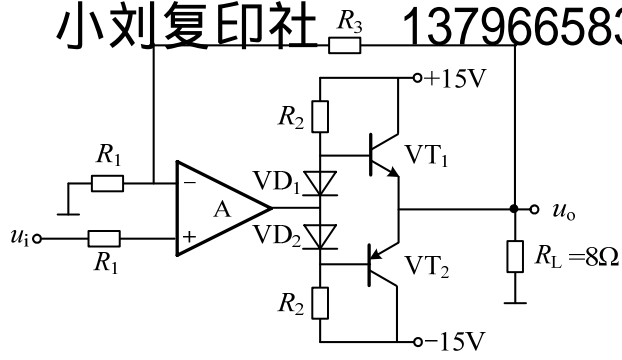 小刘复印社 137966583
R₃
+15V
R₂
R₁
VT₁
VD₁
−
A
uₒ
VD₂
uᵢ
+
R₁
R_L =8Ω
VT₂
R₂
−15V